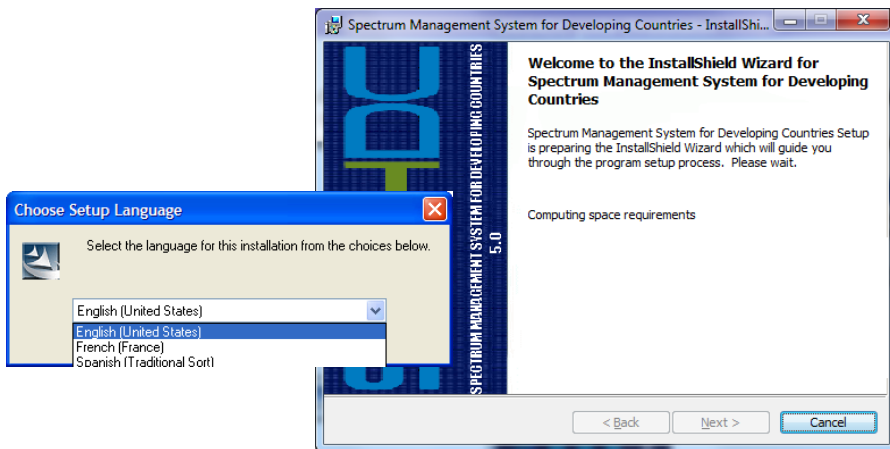 Spectrum Management System for Developing Countries - InstallShi...
Welcome to the InstallShield Wizard for
Spectrum Management System for Developing
Countries
Spectrum Management System for Developing Countries Setup
is preparing the InstallShield Wizard which will guide you
through the program setup process. Please wait.
Computing space requirements
SPECTRUM MANAGEMENT SYSTEM FOR DEVELOPING COUNTRIES
5.0
< Back
Next >
Cancel
Choose Setup Language
Select the language for this installation from the choices below.
English (United States)
English (United States)
French (France)
Spanish (Traditional Sort)